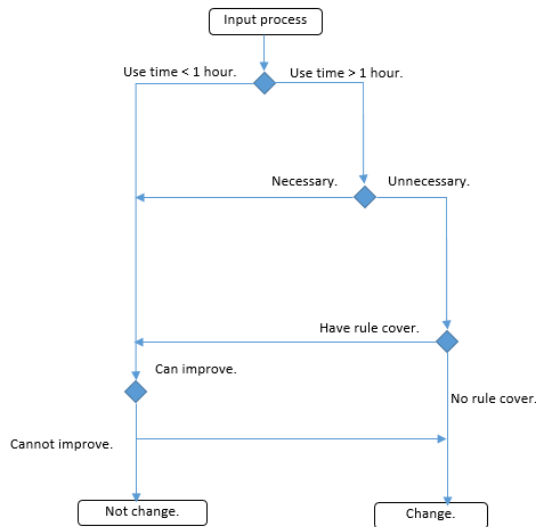 Input process
Use time < 1 hour.
Use time > 1 hour.
Necessary.
Unnecessary.
Have rule cover.
Can improve.
No rule cover.
Cannot improve.
Not change.
Change.